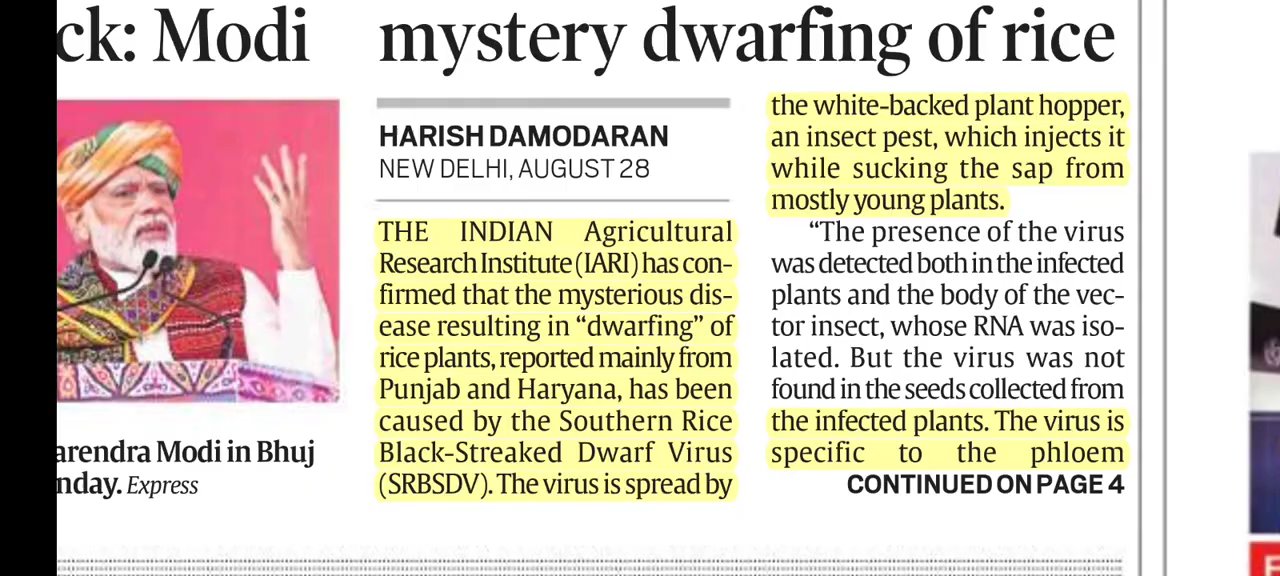 ck: Modi
mystery dwarfing of rice
arendra Modi in Bhuj
nday. Express
HARISH DAMODARAN
NEW DELHI, AUGUST 28
THE INDIAN Agricultural
Research Institute (IARI) has con-
firmed that the mysterious dis-
ease resulting in “dwarfing” of
rice plants, reported mainly from
Punjab and Haryana, has been
caused by the Southern Rice
Black-Streaked Dwarf Virus
(SRBSDV). The virus is spread by
the white-backed plant hopper,
an insect pest, which injects it
while sucking the sap from
mostly young plants.
“The presence of the virus
was detected both in the infected
plants and the body of the vec-
tor insect, whose RNA was iso-
lated. But the virus was not
found in the seeds collected from
the infected plants. The virus is
specific to the phloem
CONTINUED ON PAGE 4